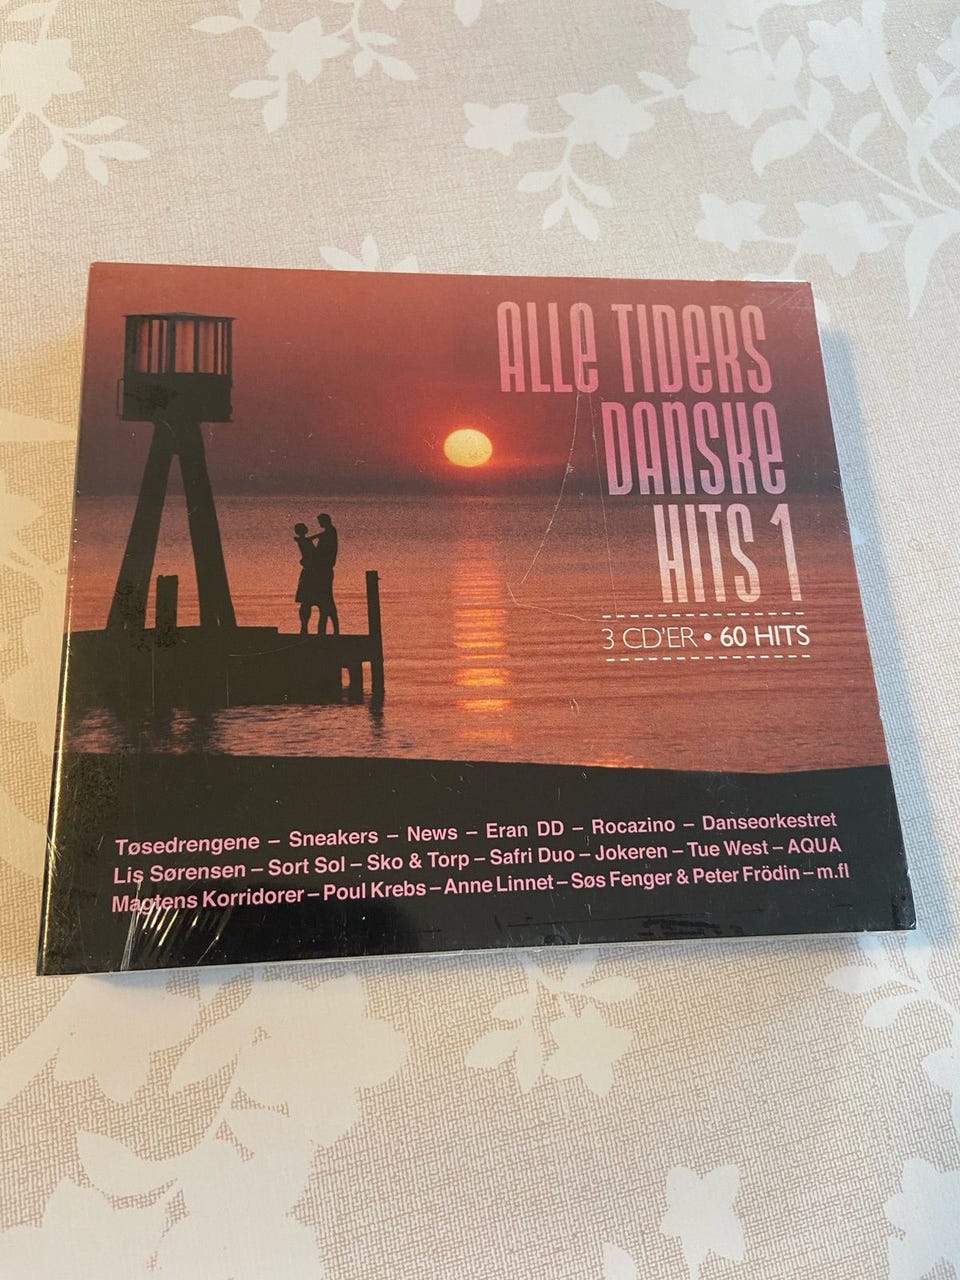 ALLE TIDERS
DANSKE
HITS 1
3 CD'ER • 60 HITS
Tøsedrengene – Sneakers – News – Eran DD – Rocazino – Danseorkestret
Lis Sørensen – Sort Sol – Sko & Torp – Safri Duo – Jokeren – Tue West – AQUA
Magtens Korridorer – Poul Krebs – Anne Linnet – Søs Fenger & Peter Frödin – m.fl